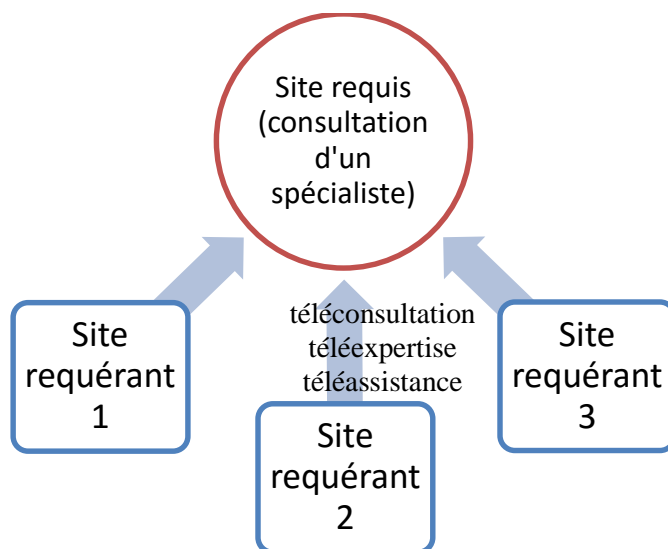 Site requis
(consultation
d'un
spécialiste)
Site
requérant
1
téléconsultation
téléexpertise
téléassistance
Site
requérant
2
Site
requérant
3